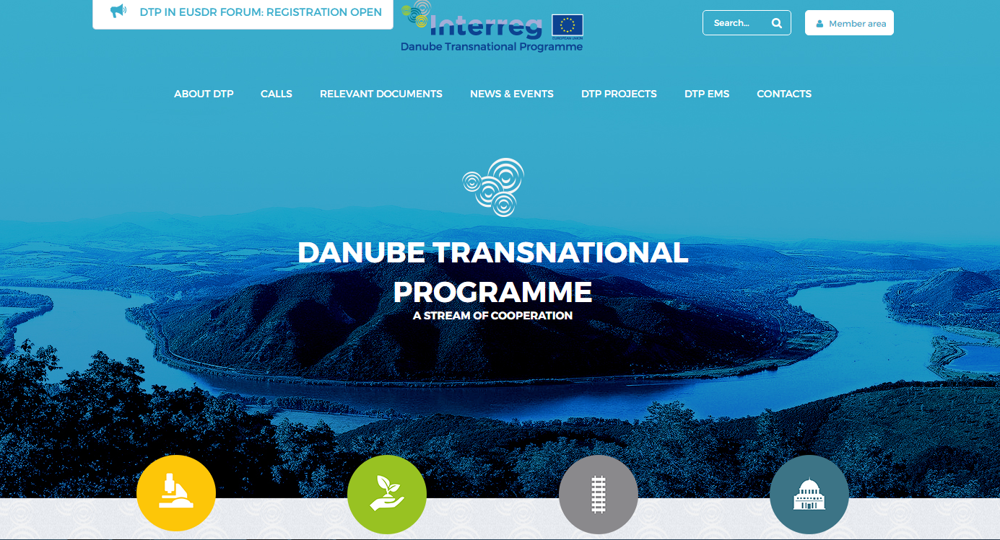 DTP IN EUSDR FORUM: REGISTRATION OPEN
Interreg
EUROPEAN UNION
Danube Transnational Programme
Search...
Member area
ABOUT DTP
CALLS
RELEVANT DOCUMENTS
NEWS & EVENTS
DTP PROJECTS
DTP EMS
CONTACTS
DANUBE TRANSNATIONAL
PROGRAMME
A STREAM OF COOPERATION